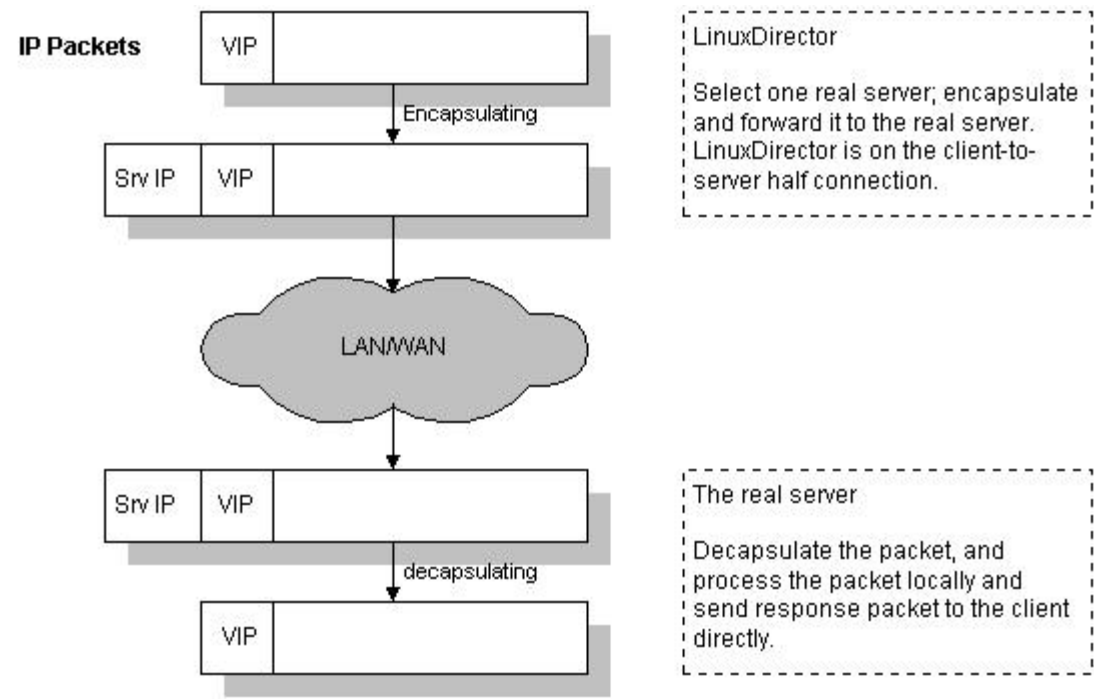 IP Packets
VIP
Encapsulating
Srv IP VIP
LAN/WAN
Srv IP VIP
decapsulating
VIP
LinuxDirector
Select one real server; encapsulate
and forward it to the real server.
LinuxDirector is on the client-to-
server half connection.
The real server
Decapsulate the packet, and
process the packet locally and
send response packet to the client
directly.